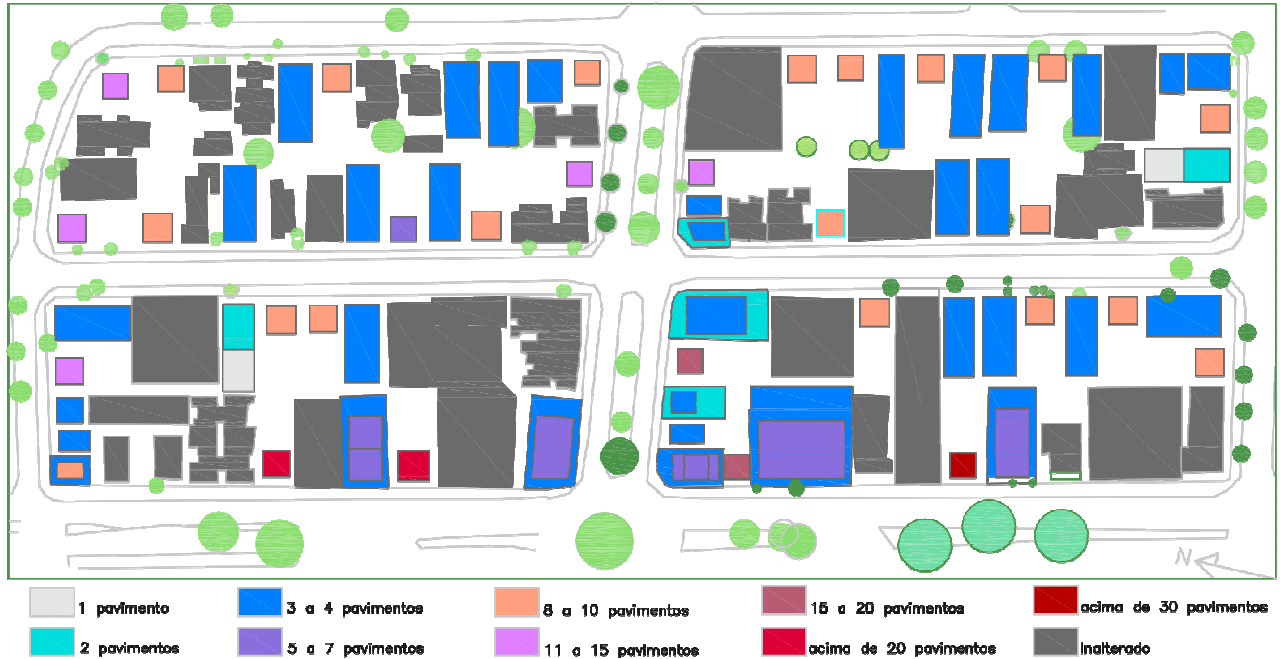 N
1 pavimento
3 a 4 pavimentos
8 a 10 pavimentos
15 a 20 pavimentos
acima de 30 pavimentos
2 pavimentos
5 a 7 pavimentos
11 a 15 pavimentos
acima de 20 pavimentos
Inalterado